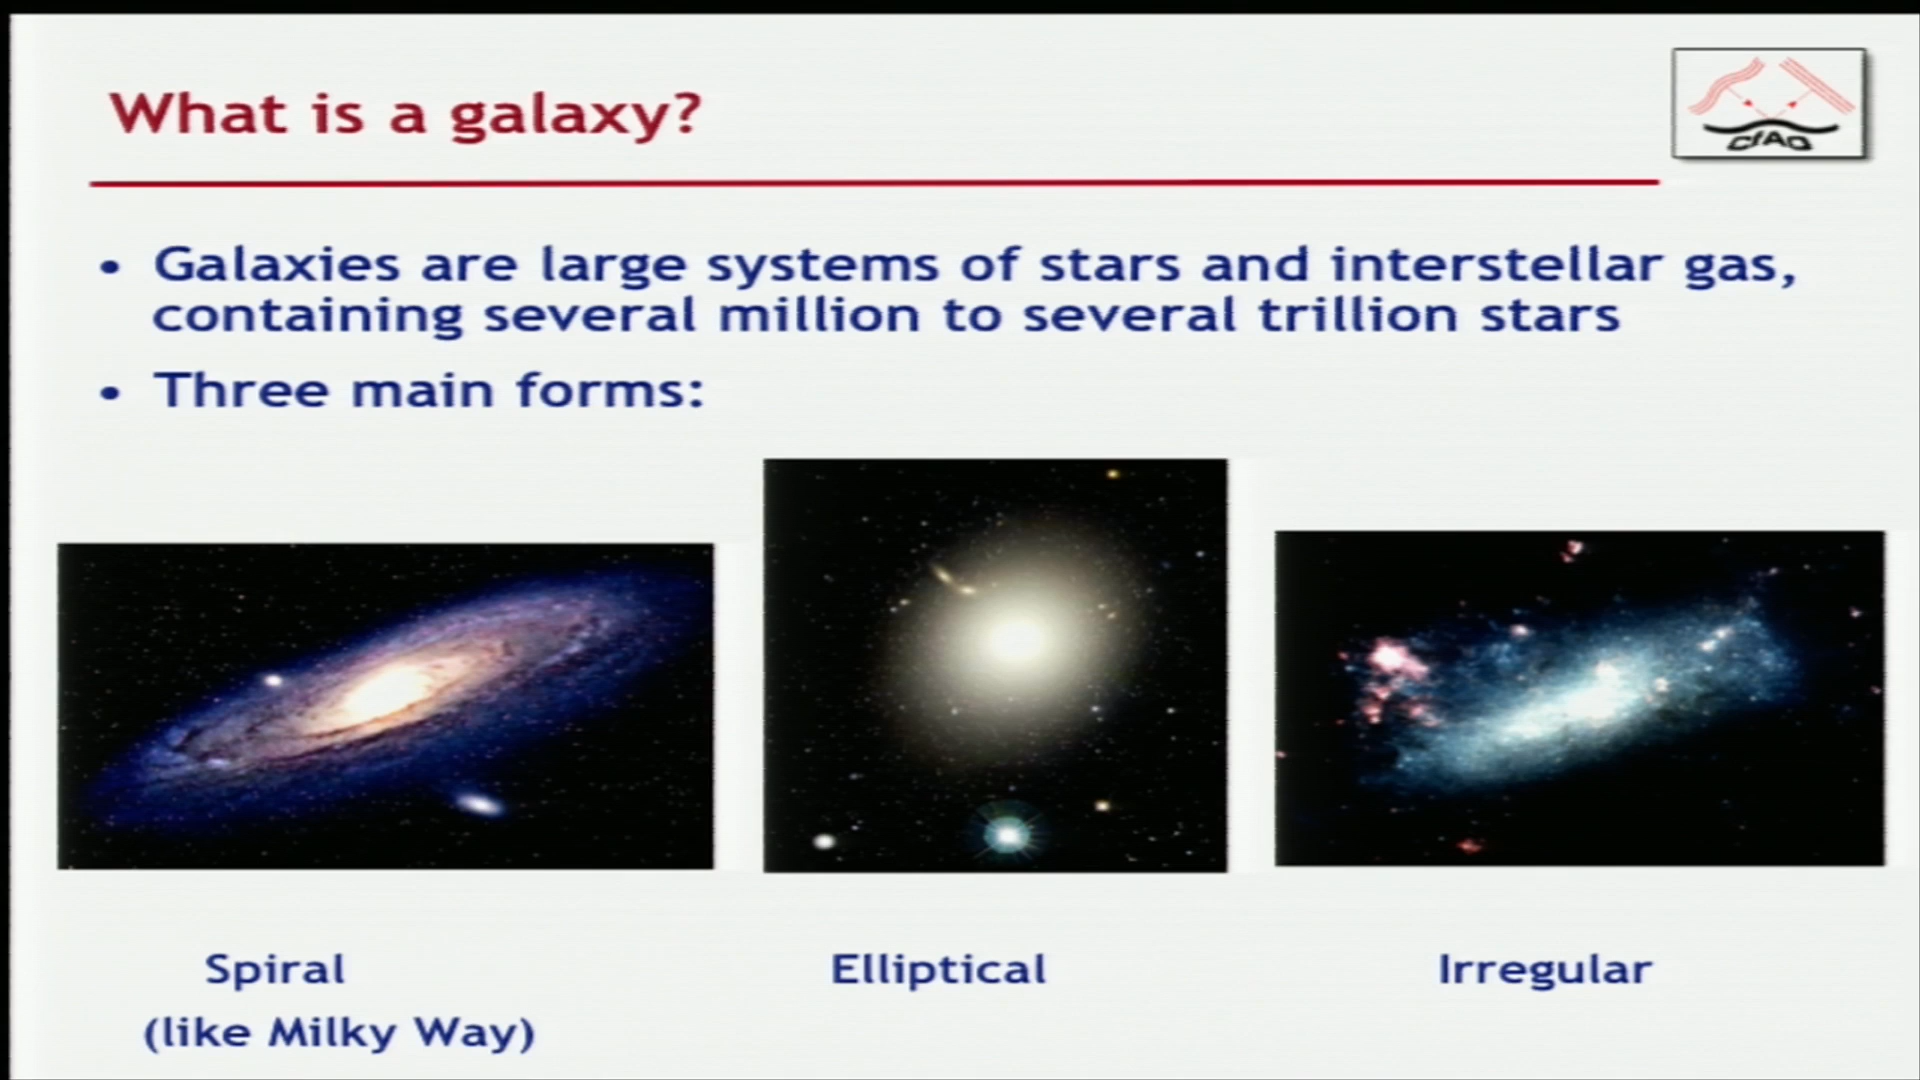 What is a galaxy?
CfAO
• Galaxies are large systems of stars and interstellar gas,
containing several million to several trillion stars
• Three main forms:
Spiral
(like Milky Way)
Elliptical
Irregular